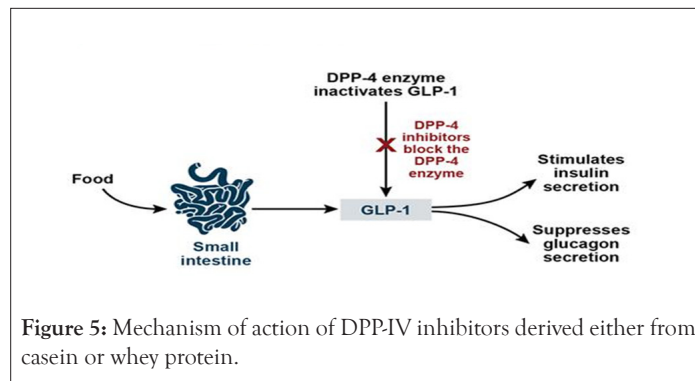 DPP-4 enzyme
inactivates GLP-1
DPP-4
inhibitors
block the
DPP-4
enzyme
Food
Small
intestine
GLP-1
Stimulates
insulin
secretion
Suppresses
glucagon
secretion
Figure 5: Mechanism of action of DPP-IV inhibitors derived either from
casein or whey protein.